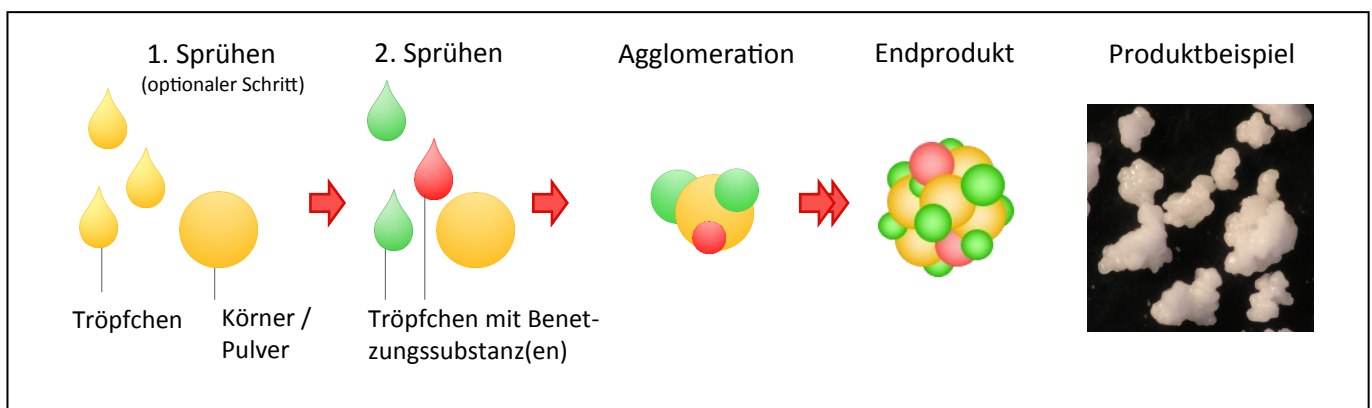 1. Sprühen
(optionaler Schritt)
2. Sprühen
Agglomeration
Endprodukt
Produktbeispiel
Tröpfchen
Körner /
Pulver
Tröpfchen mit Benet-
zungssubstanz(en)